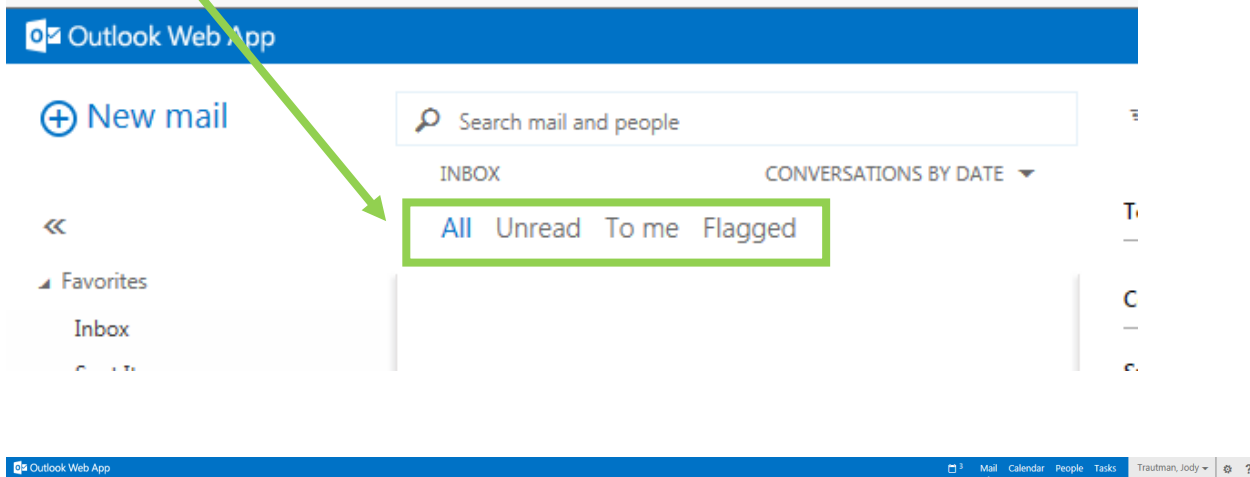 Outlook Web App
New mail
Search mail and people
INBOX CONVERSATIONS BY DATE
All Unread To me Flagged
Favorites
Inbox
Outlook Web App 3 Mail Calendar People Tasks Trautman, Jody ?